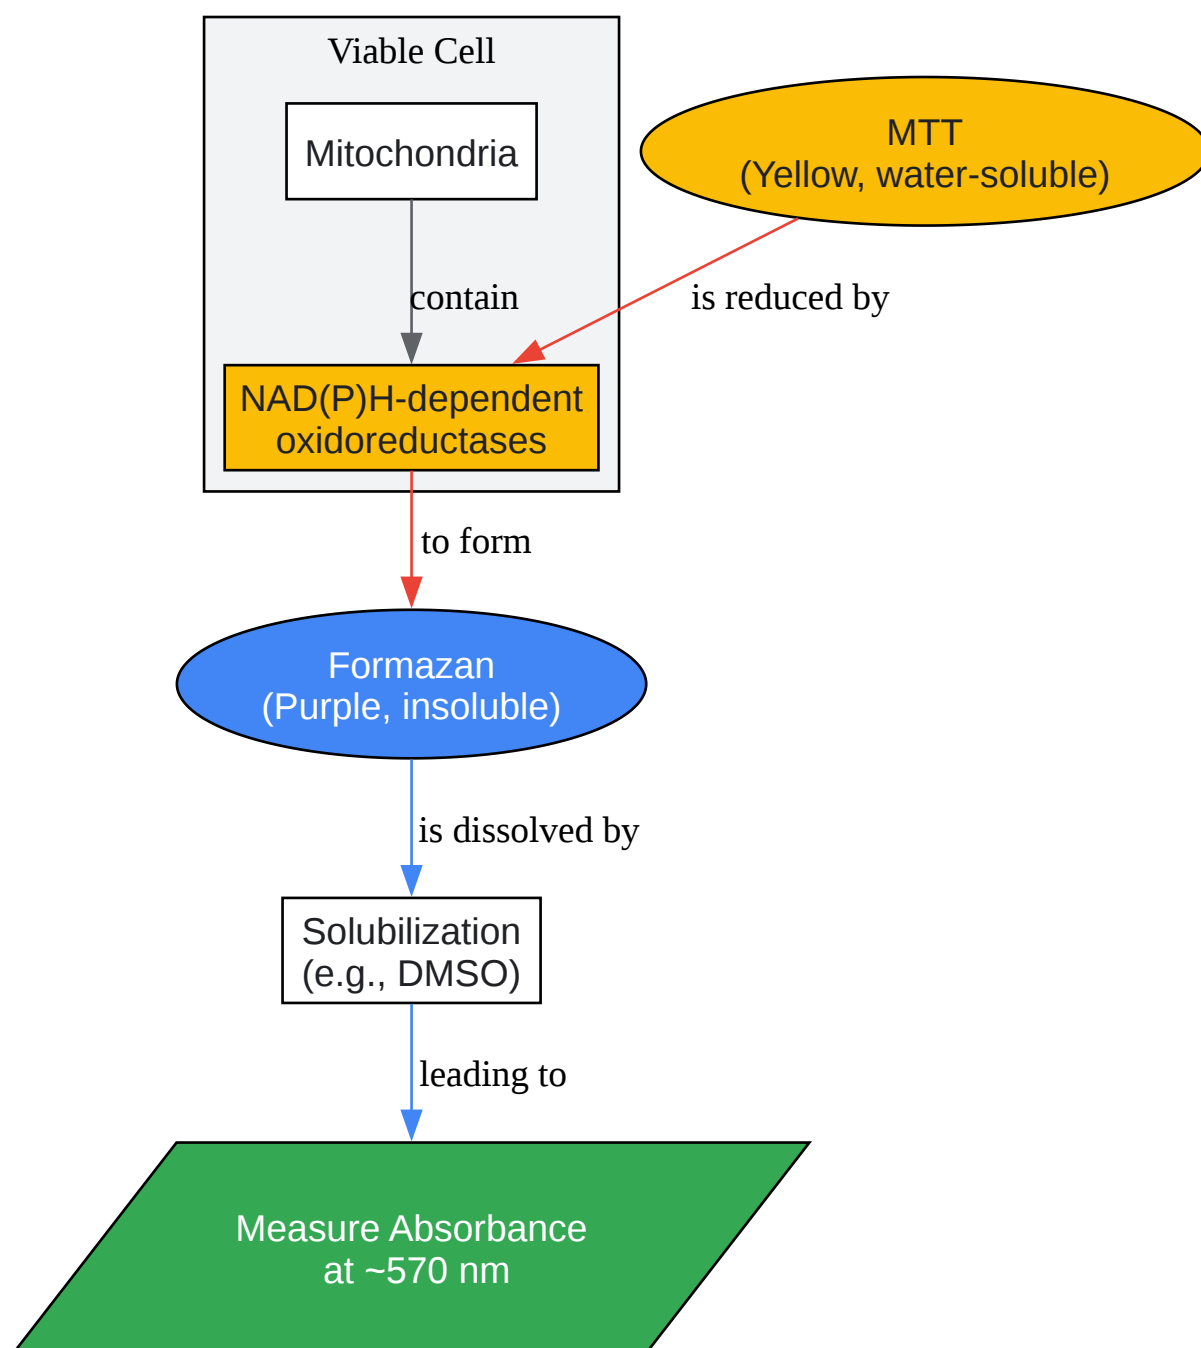 Viable Cell
Mitochondria
MTT
(Yellow, water-soluble)
contain
is reduced by
NAD(P)H-dependent
oxidoreductases
to form
Formazan
(Purple, insoluble)
is dissolved by
Solubilization
(e.g., DMSO)
leading to
Measure Absorbance
at ~570 nm